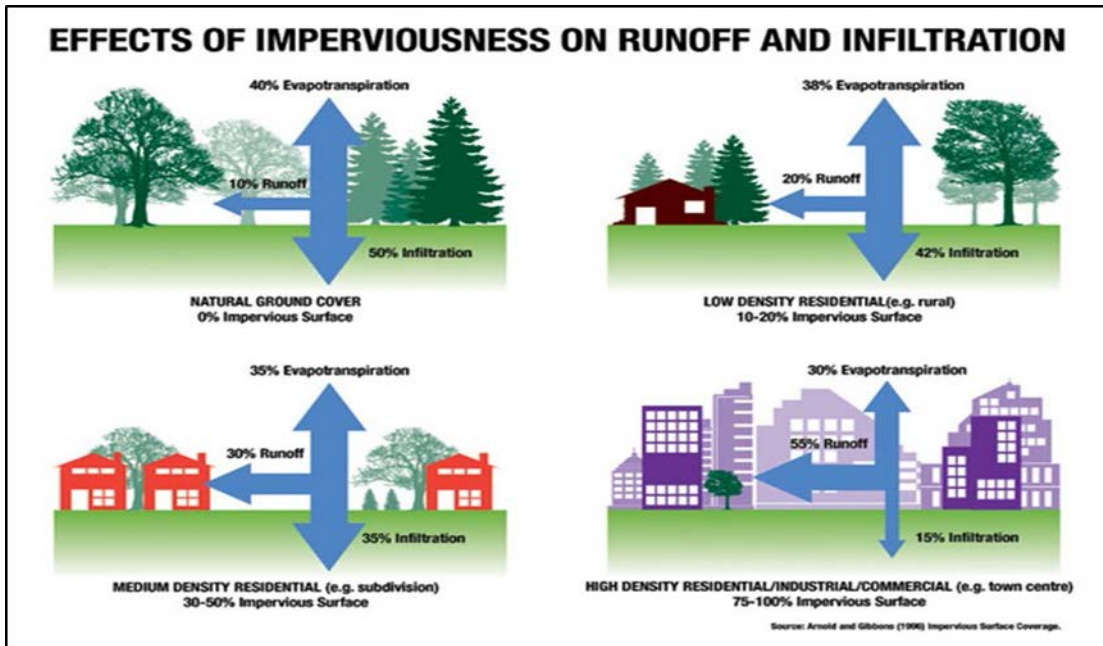 EFFECTS OF IMPERVIOUSNESS ON RUNOFF AND INFILTRATION
40% Evapotranspiration
10% Runoff
50% Infiltration
NATURAL GROUND COVER
0% Impervious Surface
38% Evapotranspiration
20% Runoff
42% Infiltration
LOW DENSITY RESIDENTIAL(e.g. rural)
10-20% Impervious Surface
35% Evapotranspiration
30% Runoff
35% Infiltration
MEDIUM DENSITY RESIDENTIAL (e.g. subdivision)
30-50% Impervious Surface
30% Evapotranspiration
55% Runoff
15% Infiltration
HIGH DENSITY RESIDENTIAL/INDUSTRIAL/COMMERCIAL (e.g. town centre)
75-100% Impervious Surface
Source: Arnold and Gibbons (1996) Impervious Surface Coverage.